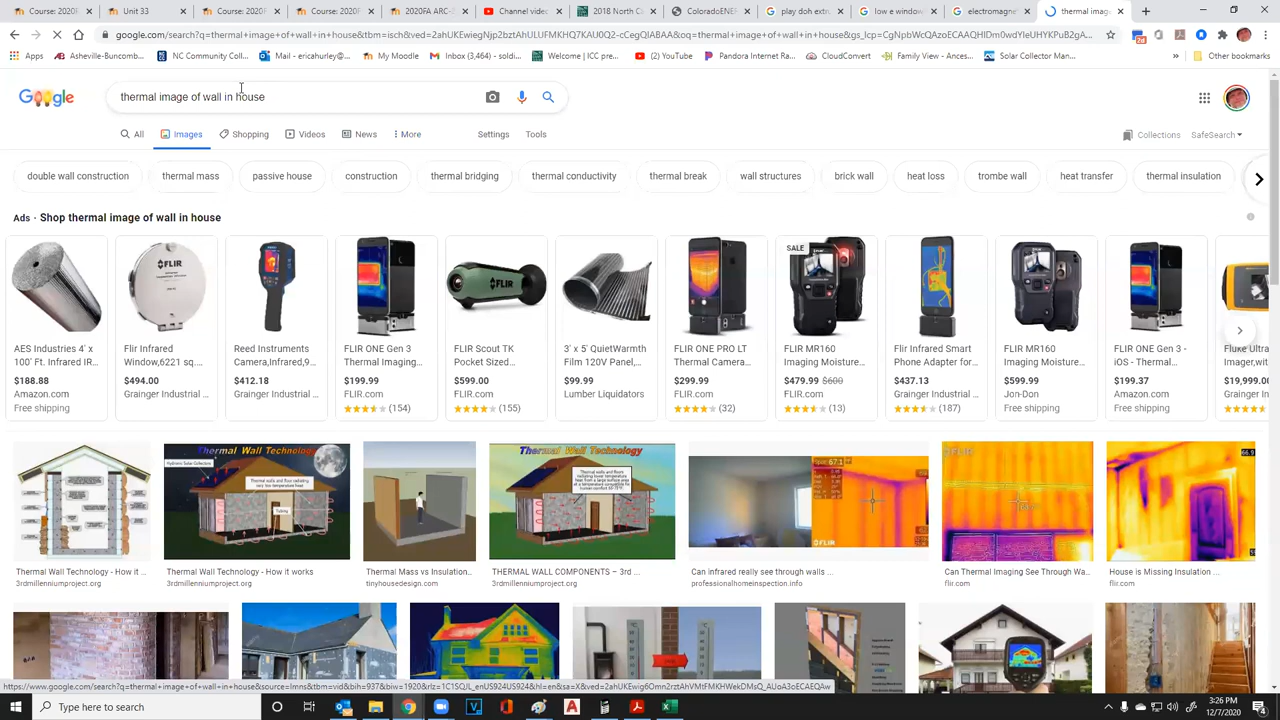 Course: 2020F
Unit 33
Course: 2020F
Course: 2020F
2020FA ARC-
Channel video
2018 North C
ColoradoENER
play doh extru
low e window
electromagne
thermal imag
google.com/search?q=thermal+image+of+wall+in+house
Apps
Asheville-Buncomb...
NC Community Coll...
Mail - ericahurley@...
My Moodle
Inbox (3,464) - soldi...
Welcome | ICC pre...
(2) YouTube
Pandora Internet Ra...
CloudConvert
Family View - Ances...
Solar Collector Man...
»
Other bookmarks
Google
thermal image of wall in house
All
Images
Shopping
Videos
News
More
Settings
Tools
Collections
SafeSearch
double wall construction
thermal mass
passive house
construction
thermal bridging
thermal conductivity
thermal break
wall structures
brick wall
heat loss
trombe wall
heat transfer
thermal insulation
Ads · Shop thermal image of wall in house
SALE
AES Industries 4' x
100' Ft. Infrared IR...
$188.88
Amazon.com
Free shipping
Flir Infrared
Window,6221 sq....
$494.00
Grainger Industrial ...
Reed Instruments
Camera,Infrared,9...
$412.18
Grainger Industrial ...
FLIR ONE Gen 3
Thermal Imaging...
$199.99
FLIR.com
(154)
FLIR Scout TK
Pocket Sized...
$599.00
FLIR.com
(155)
3' x 5' QuietWarmth
Film 120V Panel,...
$99.99
Lumber Liquidators
FLIR ONE PRO LT
Thermal Camera...
$299.99
FLIR.com
(32)
FLIR MR160
Imaging Moisture...
$479.99 $600
FLIR.com
(13)
Flir Infrared Smart
Phone Adapter for...
$437.13
Grainger Industrial ...
(187)
FLIR MR160
Imaging Moisture...
$599.99
Jon-Don
Free shipping
FLIR ONE Gen 3 -
iOS - Thermal...
$199.37
Amazon.com
Free shipping
Fluke Ultra
Imager,wit
$19,999.0
Grainger In
Thermal Wall Technology
Thermal Wall Technology
Thermal Wall Technology - How it ...
3rdmillenniumproject.org
Thermal Wall Technology - How it works
3rdmillenniumproject.org
Thermal Mass vs Insulation...
tinyhousedesign.com
THERMAL WALL COMPONENTS – 3rd ...
3rdmillenniumproject.org
Can infrared really see through walls ...
professionalhomeinspection.info
Can Thermal Imaging See Through Wa...
flir.com
House is Missing Insulation ...
flir.com
Type here to search
3:26 PM
12/7/2020